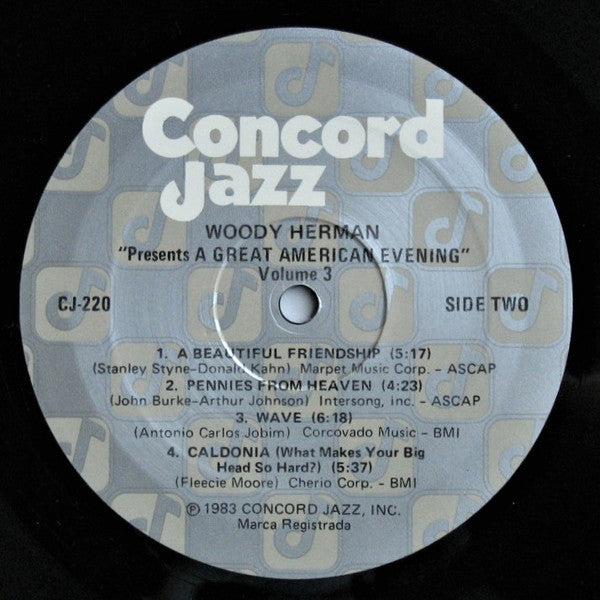 Concord
Jazz
WOODY HERMAN
"Presents A GREAT AMERICAN EVENING"
Volume 3
CJ-220
SIDE TWO
1. A BEAUTIFUL FRIENDSHIP (5:17)
(Stanley Styne-Donald Kahn) Marpet Music Corp. – ASCAP
2. PENNIES FROM HEAVEN (4:23)
(John Burke-Arthur Johnson) Intersong, inc. – ASCAP
3. WAVE (6:18)
(Antonio Carlos Jobim) Corcovado Music – BMI
4. CALDONIA (What Makes Your Big
Head So Hard?) (5:37)
(Fleecie Moore) Cherio Corp. – BMI
Ⓟ 1983 CONCORD JAZZ, INC.
Marca Registrada